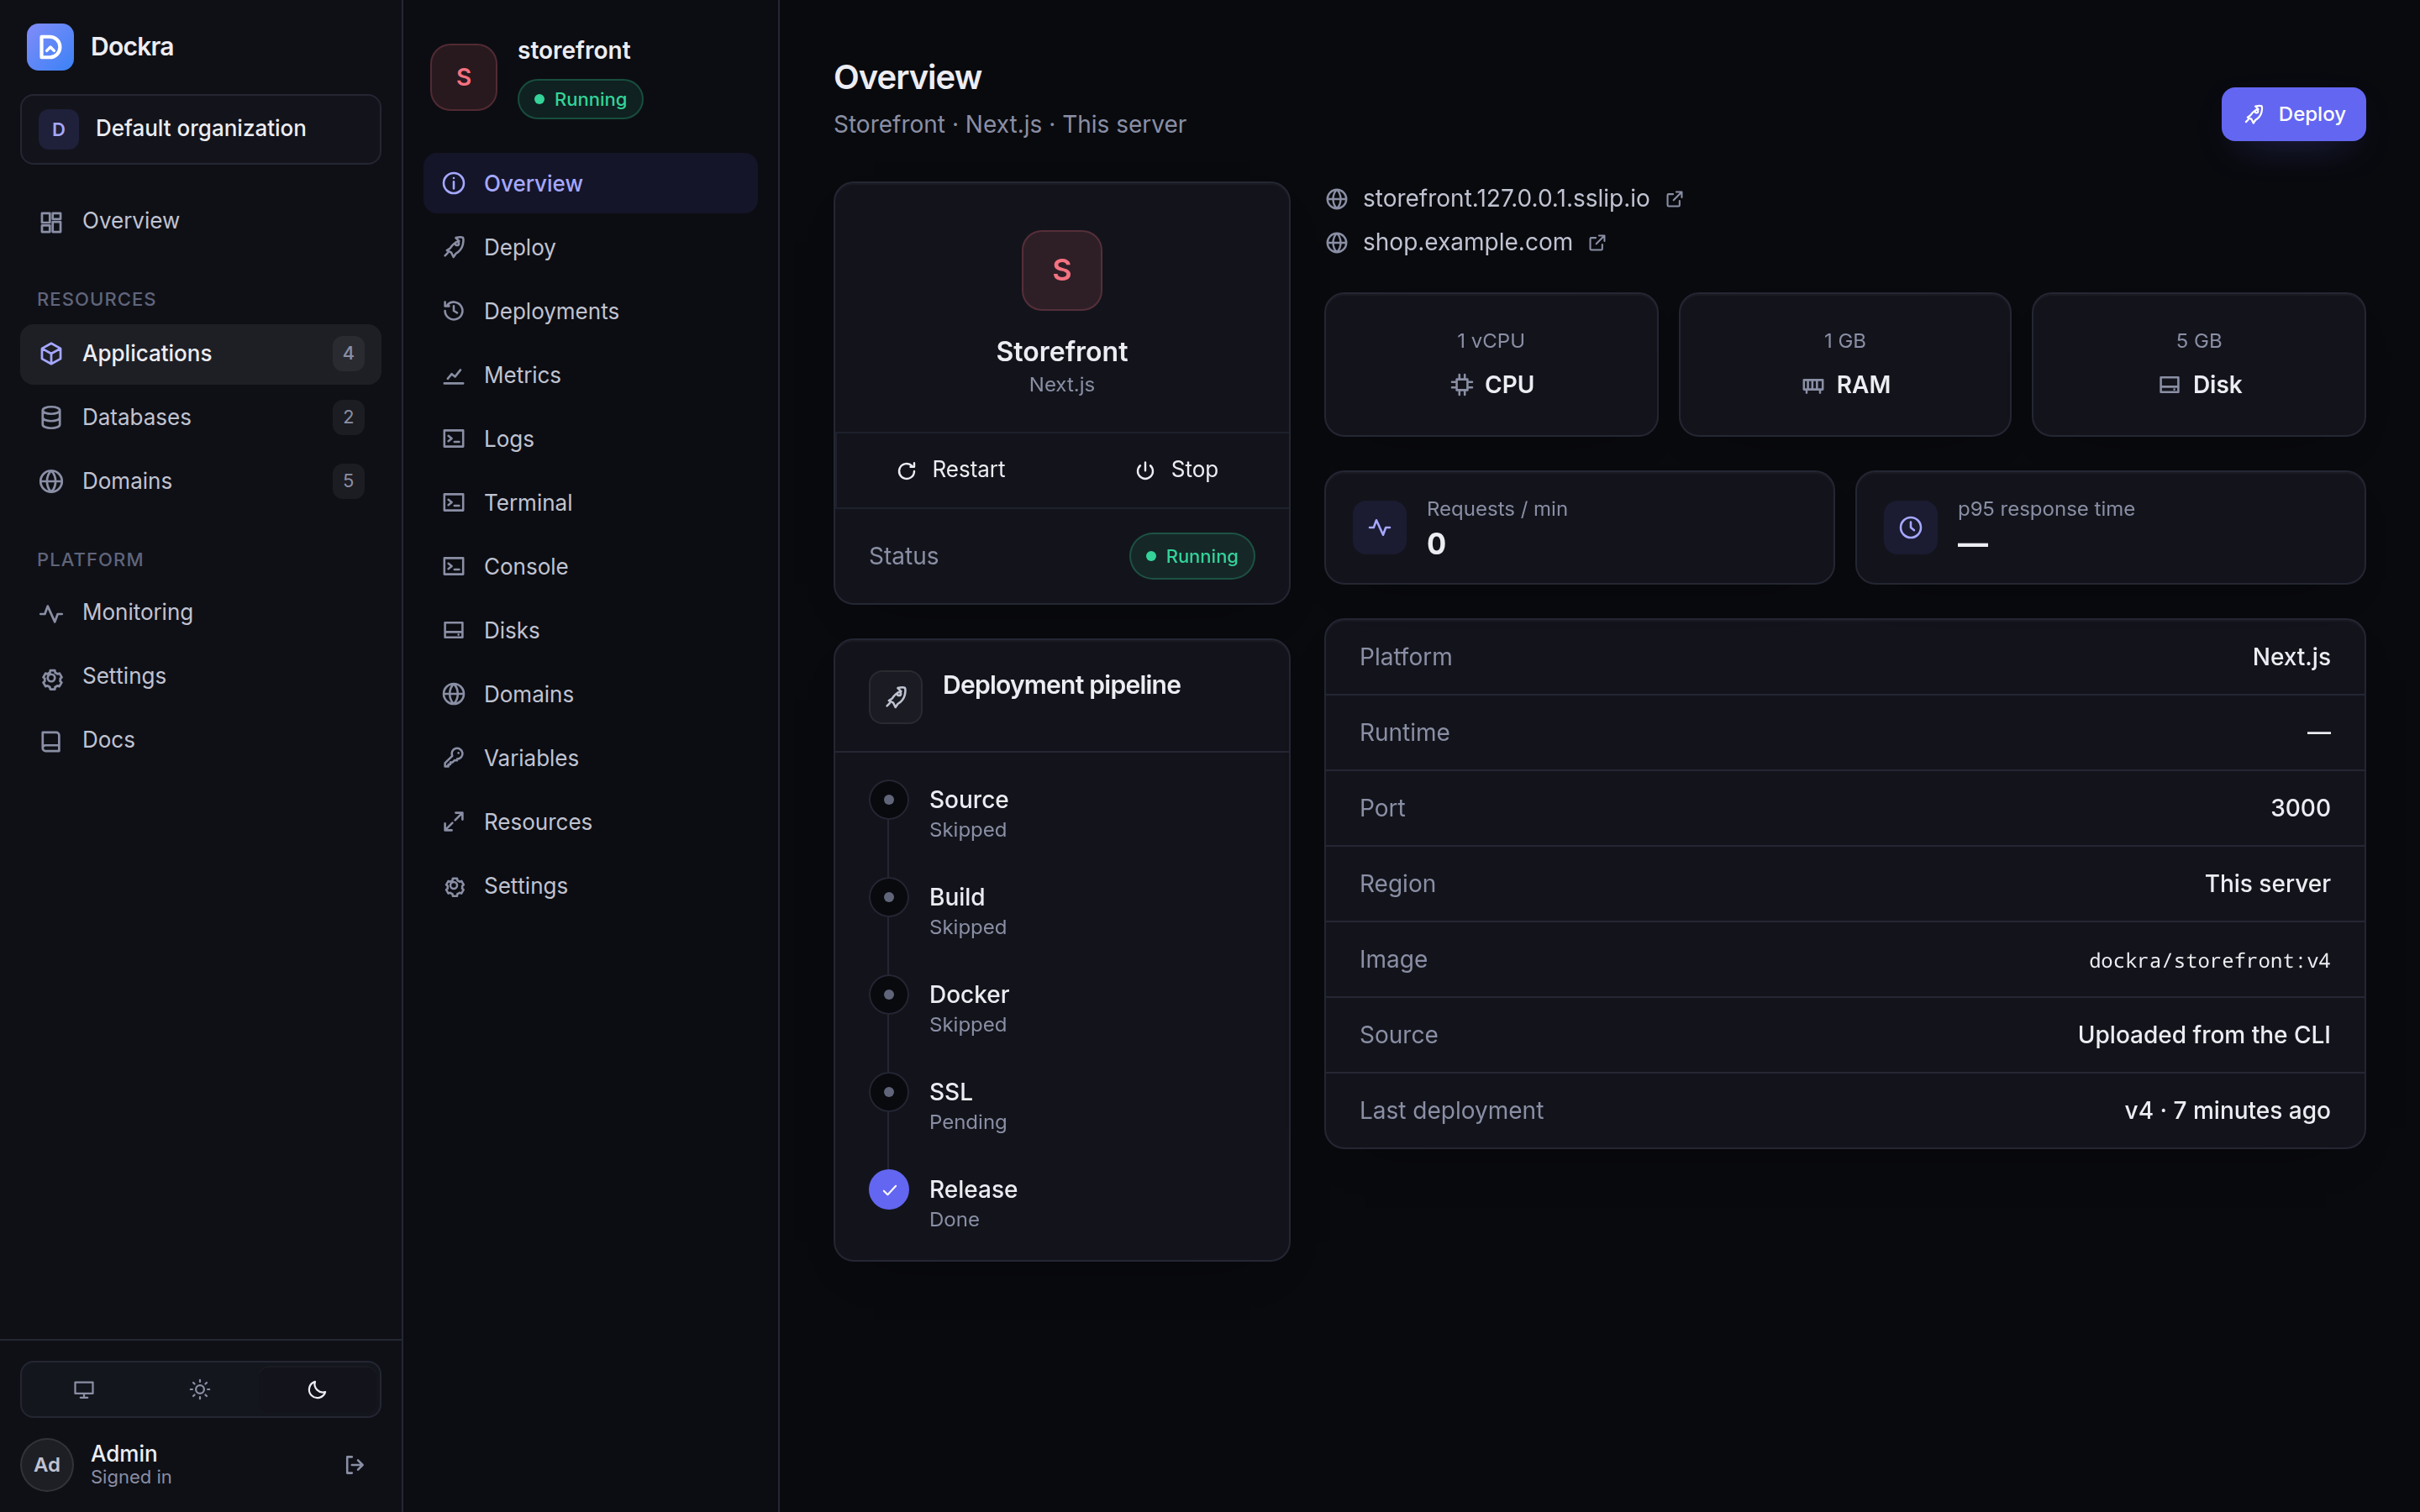 Dockra
D
Default organization
Overview
RESOURCES
Applications
4
Databases
2
Domains
5
PLATFORM
Monitoring
Settings
Docs
Ad
Admin
Signed in
S
storefront
Running
Overview
Deploy
Deployments
Metrics
Logs
Terminal
Console
Disks
Domains
Variables
Resources
Settings
Overview
Storefront · Next.js · This server
Deploy
S
Storefront
Next.js
Restart
Stop
Status
Running
Deployment pipeline
Source
Skipped
Build
Skipped
Docker
Skipped
SSL
Pending
Release
Done
storefront.127.0.0.1.sslip.io
shop.example.com
1 vCPU
CPU
1 GB
RAM
5 GB
Disk
Requests / min
0
p95 response time
—
Platform
Next.js
Runtime
—
Port
3000
Region
This server
Image
dockra/storefront:v4
Source
Uploaded from the CLI
Last deployment
v4 · 7 minutes ago